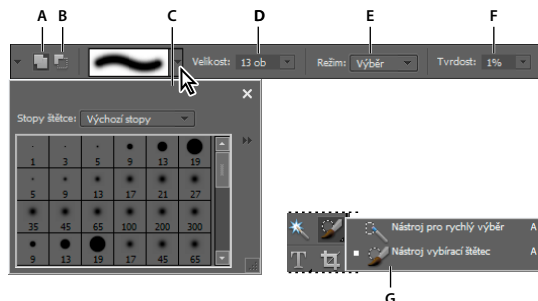 A B C D E F
Velikost: 13 ob Režim: Výběr Tvrdost: 1%
Stopy štětce: Výchozí stopy
1 3 5 9 13 19
5 9 13 17 21 27
35 45 65 100 200 300
9 13 19 17 45 65
Nástroj pro rychlý výběr A
Nástroj vybírací štětec A
T
G